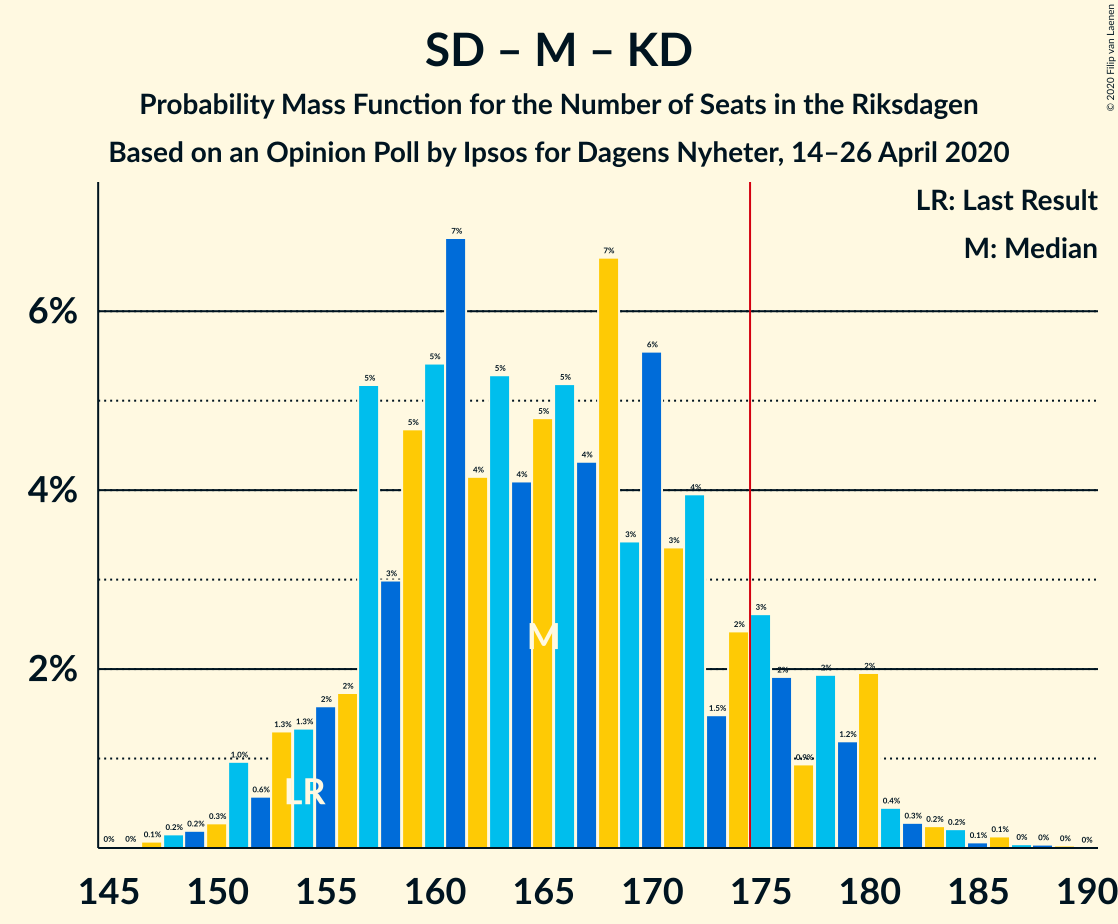 SD – M – KD
Probability Mass Function for the Number of Seats in the Riksdagen
Based on an Opinion Poll by Ipsos for Dagens Nyheter, 14–26 April 2020
© 2020 Filip van Laenen
LR: Last Result
M: Median
6%
4%
2%
0% 0% 0.1% 0.2% 0.2% 0.3% 1.0% 0.6% 1.3% 1.3% 2% 2% 5% 3% 5% 5% 7% 4% 5% 4% 5% 5% 4% 7% 3% 6% 3% 4% 1.5% 2% 3% 2% 0.9% 2% 1.2% 2% 0.4% 0.3% 0.2% 0.2% 0.1% 0.1% 0% 0% 0% 0%
LR
M
145 150 155 160 165 170 175 180 185 190